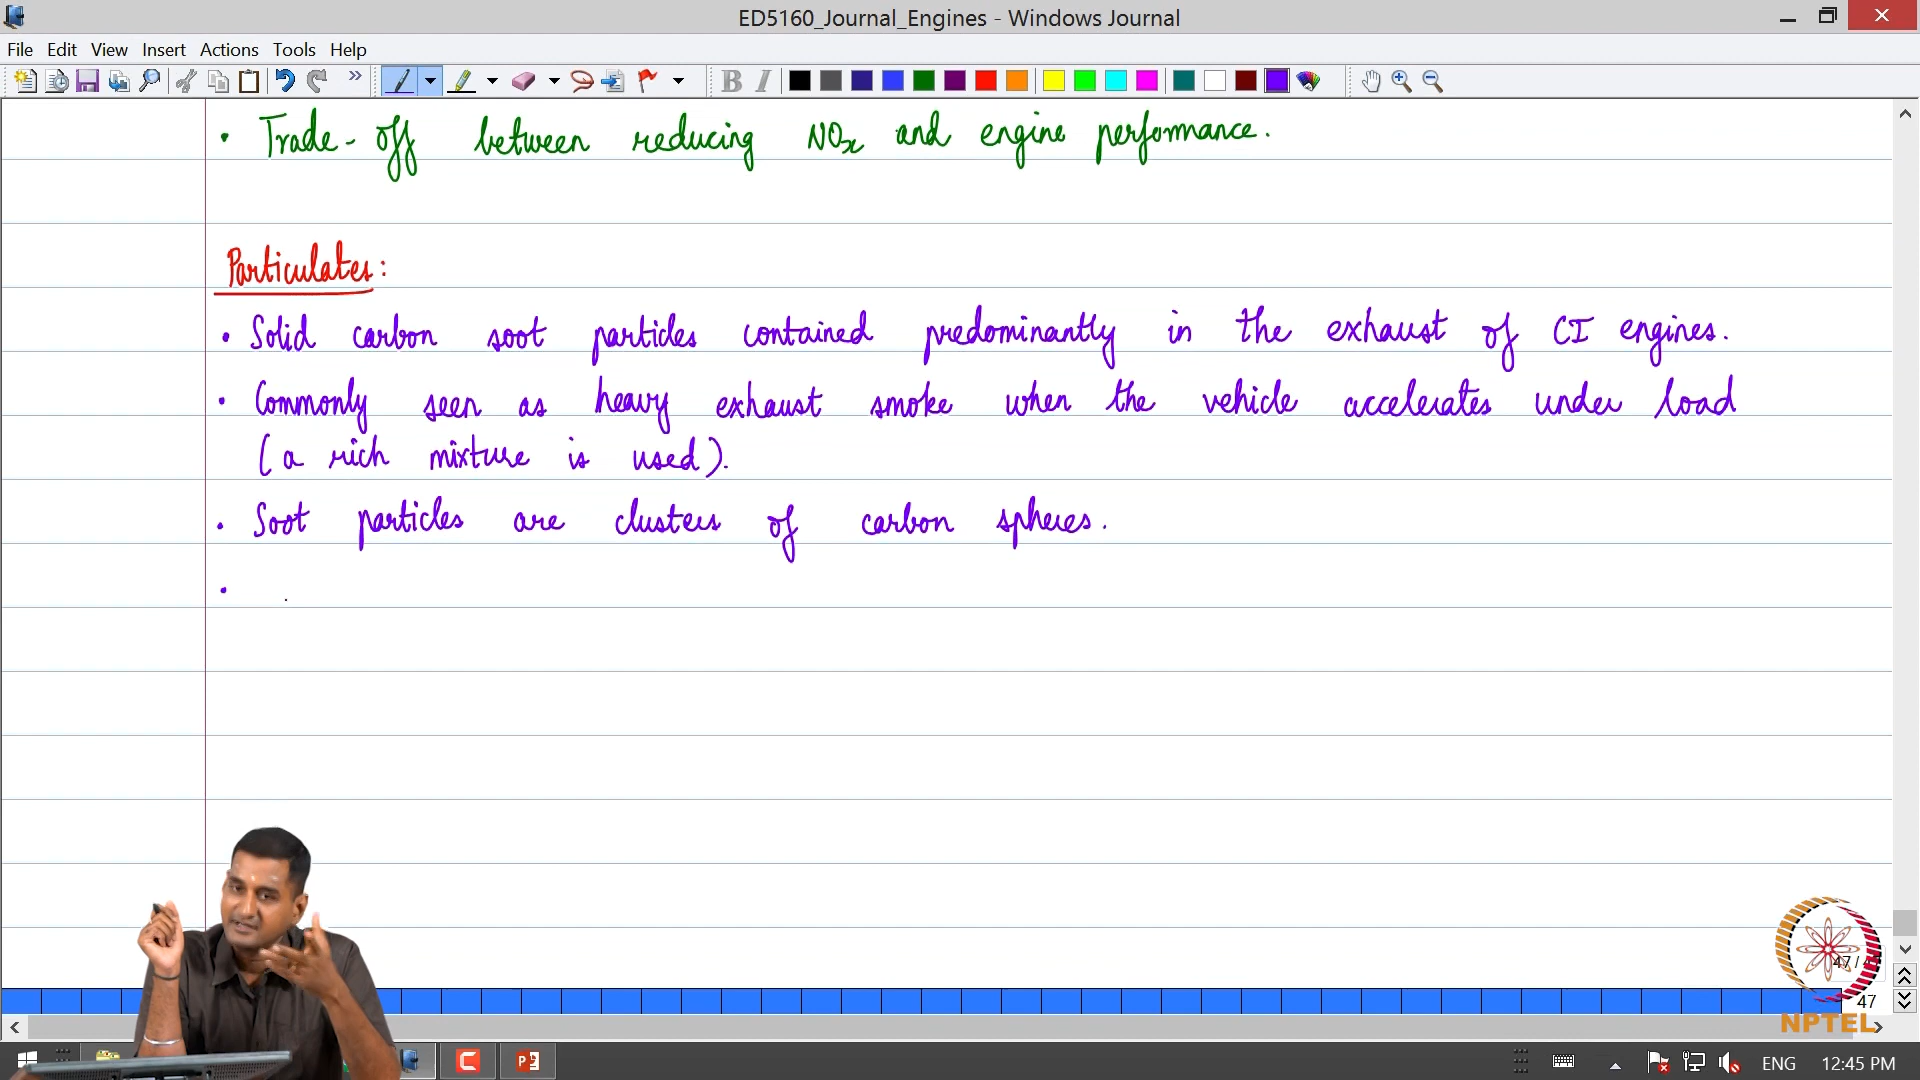 ED5160_Journal_Engines - Windows Journal
File Edit View Insert Actions Tools Help
B I
• Trade-off between reducing NOx and engine performance.
Particulates:
• Solid carbon soot particles contained predominantly in the exhaust of CI engines.
• Commonly seen as heavy exhaust smoke when the vehicle accelerates under load
(a rich mixture is used).
• Soot particles are clusters of carbon spheres.
•
47
NPTEL
ENG 12:45 PM